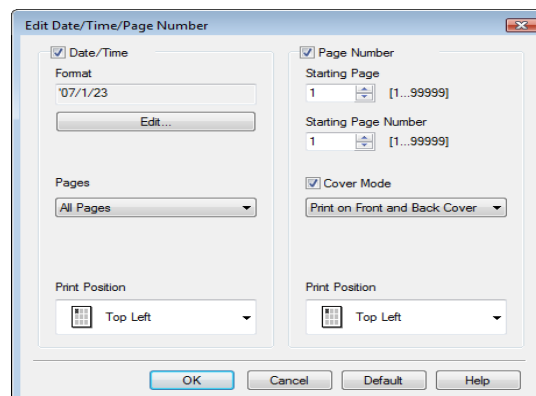 Edit Date/Time/Page Number
Date/Time
Format
'07/1/23
Edit...
Pages
All Pages
Print Position
Top Left
Page Number
Starting Page
1 [1...99999]
Starting Page Number
1 [1...99999]
Cover Mode
Print on Front and Back Cover
Print Position
Top Left
OK Cancel Default Help